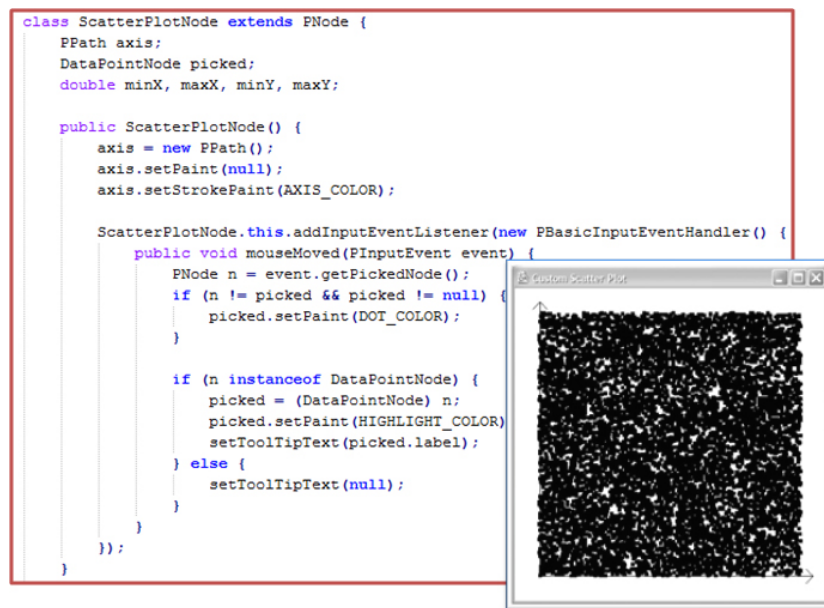 class ScatterPlotNode extends PNode {
PPath axis;
DataPointNode picked;
double minX, maxX, minY, maxY;
public ScatterPlotNode() {
axis = new PPath();
axis.setPaint(null);
axis.setStrokePaint(AXIS_COLOR);
ScatterPlotNode.this.addInputEventListener(new PBasicInputEventHandler() {
public void mouseMoved(PInputEvent event) {
PNode n = event.getPickedNode();
if (n != picked && picked != null) {
picked.setPaint(DOT_COLOR);
}
if (n instanceof DataPointNode) {
picked = (DataPointNode) n;
picked.setPaint(HIGHLIGHT_COLOR)
setToolTipText(picked.label);
} else {
setToolTipText(null);
}
}
});
}
Custom Scatter Plot